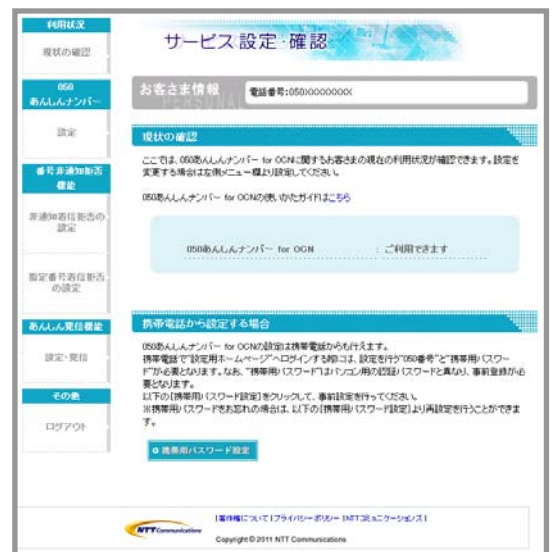 利用状況
現状の確認
050
あんしんナンバー
設定
番号非通知拒否
機能
非通知着信拒否の
設定
指定番号着信拒否
の設定
あんしん発信機能
設定・発信
その他
ログアウト
サービス設定・確認
お客さま情報
PERSONAL
電話番号:050XXXXXXXX
現状の確認
ここでは、050あんしんナンバー for OCNに関するお客さまの現在の利用状況が確認できます。設定を
変更する場合は左側メニュー欄より設定してください。
050あんしんナンバー for OCNの使いかたガイドはこちら
050あんしんナンバー for OCN : ご利用できます
携帯電話から設定する場合
050あんしんナンバー for OCNの設定は携帯電話からも行えます。
携帯電話で"設定用ホームページ"へログインする際には、設定を行う"050番号"と"携帯用パスワー
ド"が必要となります。なお、"携帯用パスワード"はパソコン用の認証パスワードと異なり、事前登録が必
要となります。
以下の[携帯用パスワード設定]をクリックして、事前設定を行ってください。
※携帯用パスワードをお忘れの場合は、以下の[携帯用パスワード設定]より再設定を行うことができま
す。
携帯用パスワード設定
NTT Communications
|著作権について|プライバシーポリシー|NTTコミュニケーションズ|
Copyright © 2011 NTT Communications